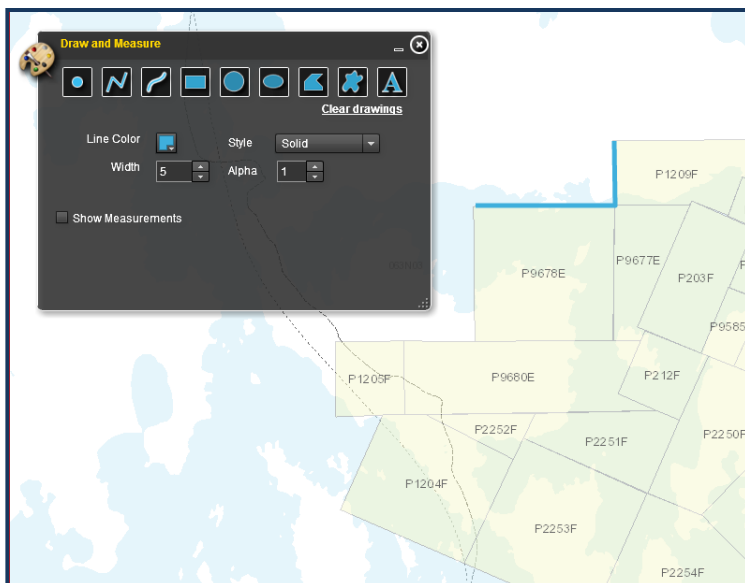 Draw and Measure
A
Clear drawings
Line Color
Style
Solid
Width
5
Alpha
1
Show Measurements
P1209F
P9677E
P9678E
P203F
P9585
P1205F
P9680E
P212F
P2252F
P2251F
P2250F
P1204F
P2253F
P2254F